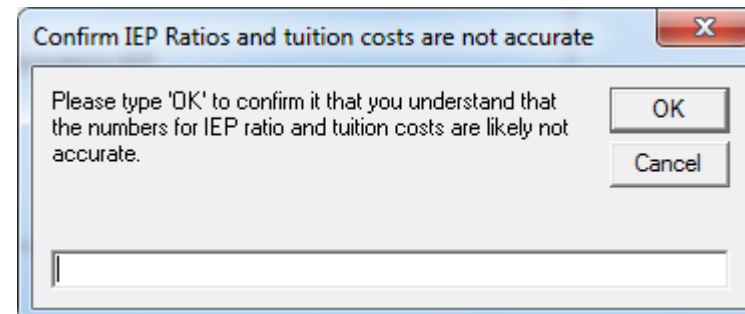 Confirm IEP Ratios and tuition costs are not accurate
Please type 'OK' to confirm it that you understand that
the numbers for IEP ratio and tuition costs are likely not
accurate.
OK
Cancel